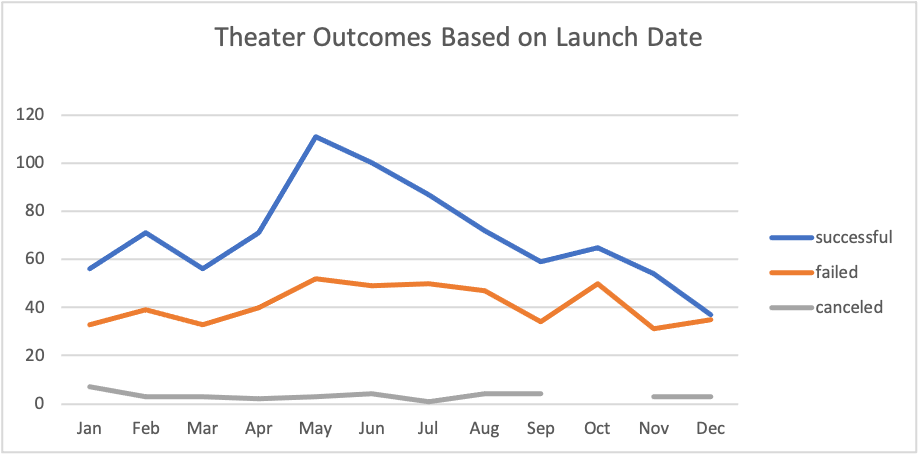 Theater Outcomes Based on Launch Date
120
100
80
60
40
20
0
Jan Feb Mar Apr May Jun Jul Aug Sep Oct Nov Dec
successful
failed
canceled